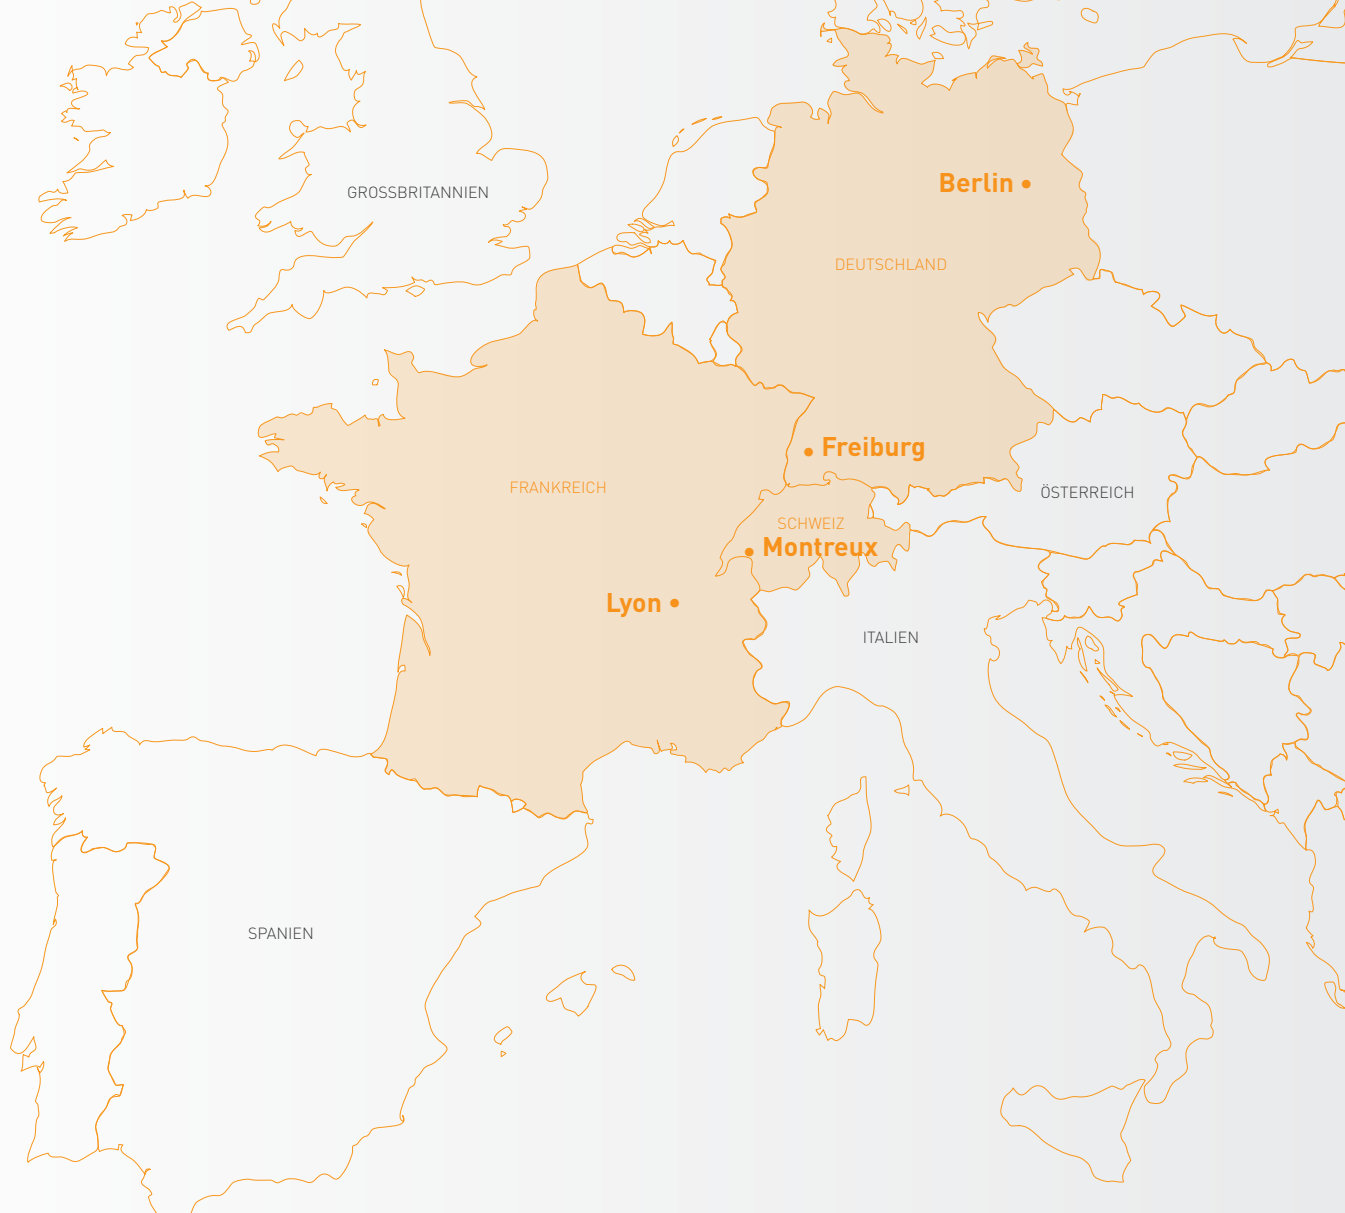 Berlin
GROSSBRITANNIEN
DEUTSCHLAND
Freiburg
FRANKREICH
ÖSTERREICH
SCHWEIZ
Montreux
Lyon
ITALIEN
SPANIEN